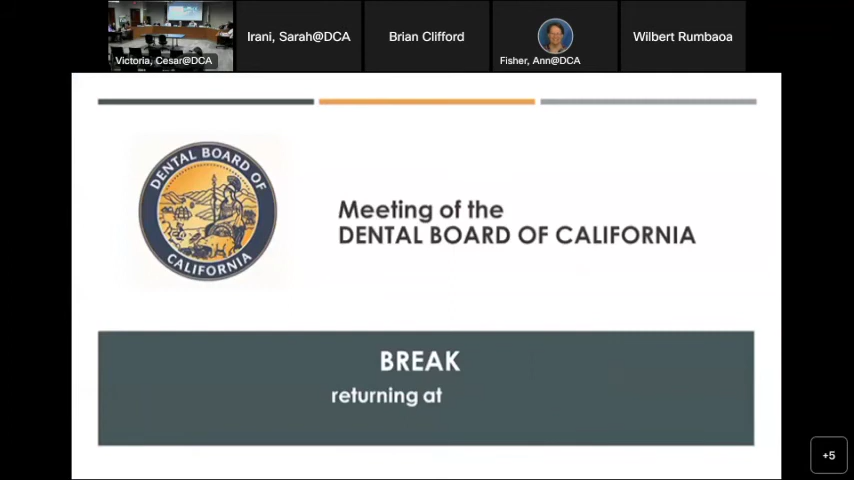 Victoria, Cesar@DCA
Irani, Sarah@DCA
Brian Clifford
Fisher, Ann@DCA
Wilbert Rumbaoa
DENTAL BOARD OF
CALIFORNIA
Meeting of the
DENTAL BOARD OF CALIFORNIA
BREAK
returning at
+5